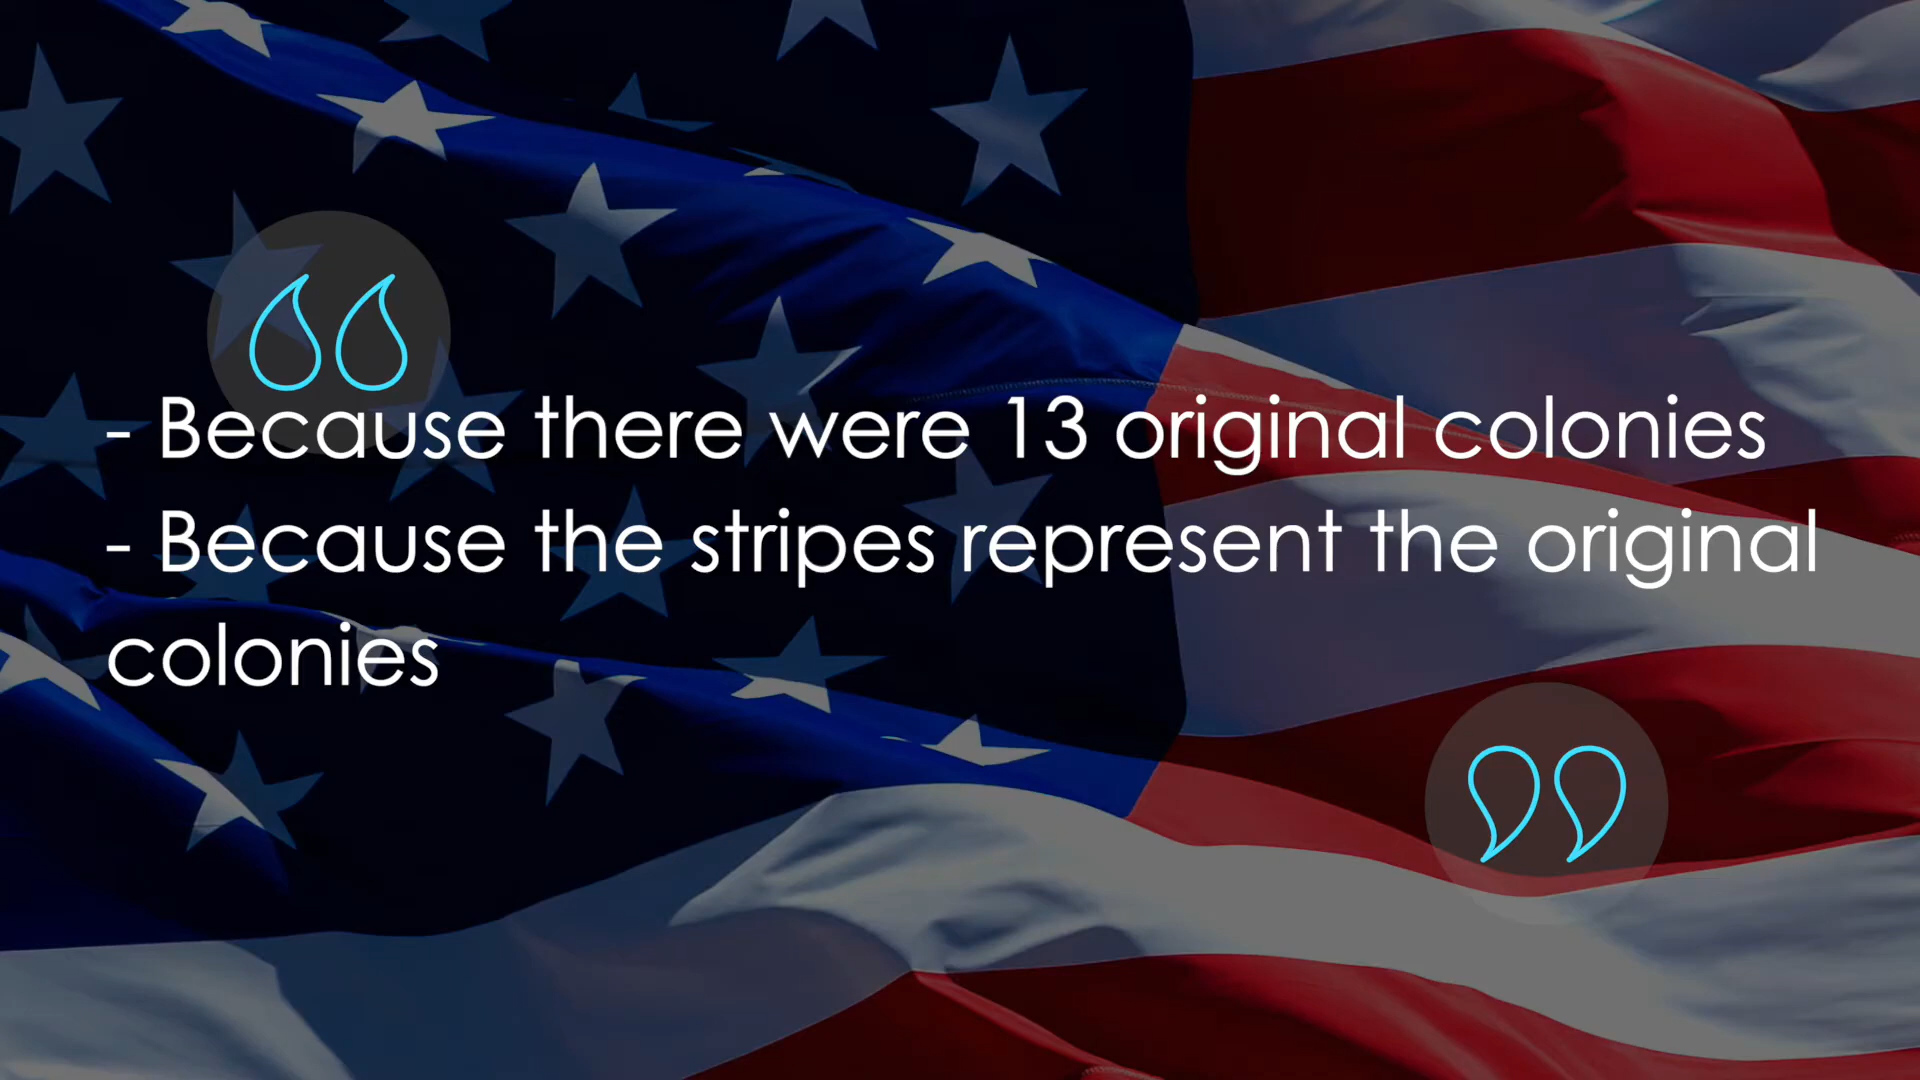 - Because there were 13 original colonies
- Because the stripes represent the original
colonies